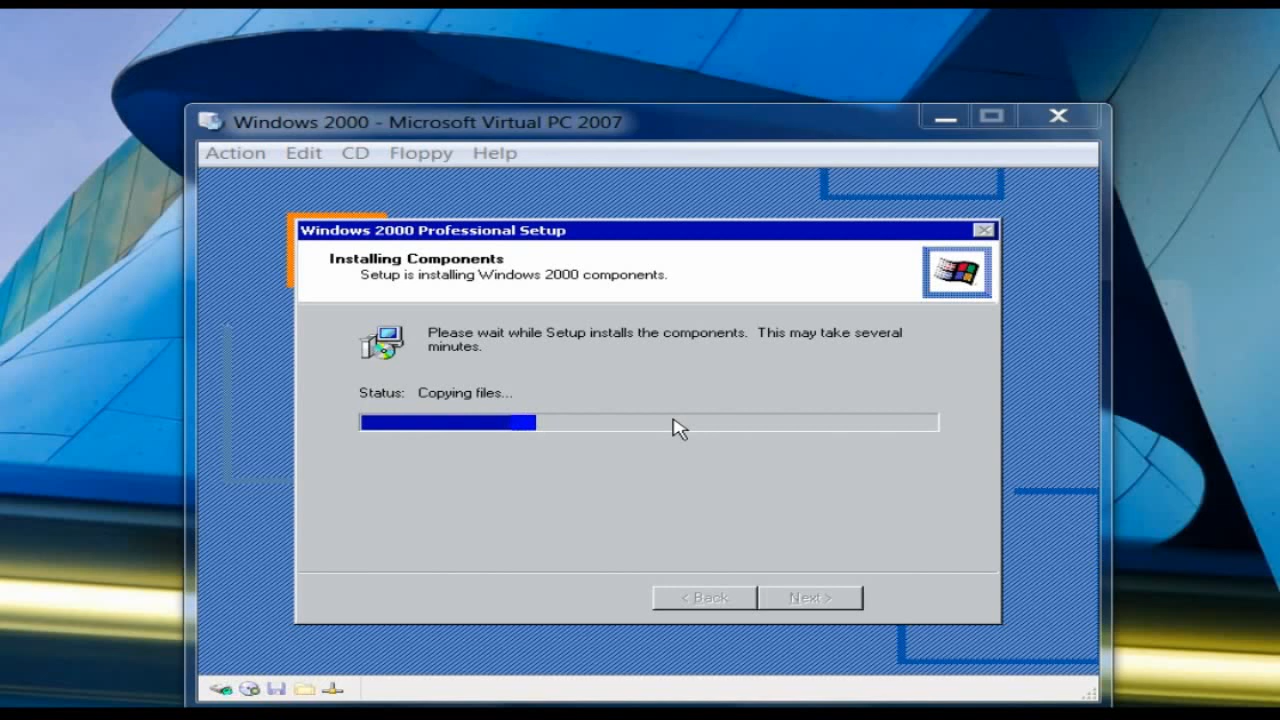 Windows 2000 - Microsoft Virtual PC 2007
Action Edit CD Floppy Help
Windows 2000 Professional Setup
Installing Components
Setup is installing Windows 2000 components.
Please wait while Setup installs the components. This may take several
minutes.
Status: Copying files...
< Back Next >